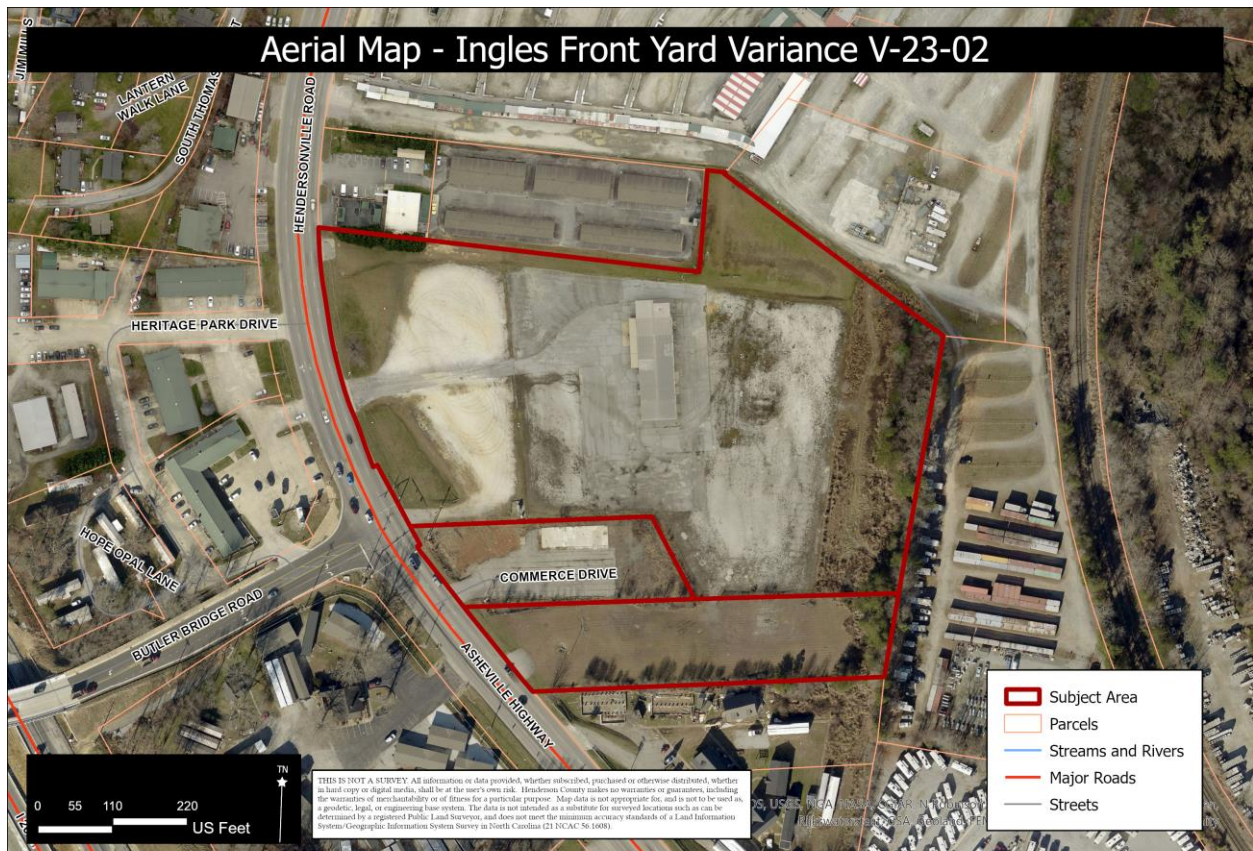 Aerial Map - Ingles Front Yard Variance V-23-02
JIMMILL S
LANTERN
WALK LANE
SOUTH THOMAS
HENDERSONVILLE ROAD
HERITAGE PARK DRIVE
HOPE OPAL LANE
COMMERCE DRIVE
BUTLER BRIDGE ROAD
ASHEVILLE HIGHWAY
Subject Area
Parcels
Streams and Rivers
Major Roads
Streets
TN
0 55 110 220
US Feet
THIS IS NOT A SURVEY. All information or data provided, whether subscribed, purchased or otherwise distributed, whether
in hard copy or digital media, shall be at the user's own risk. Henderson County makes no warranties or guarantees, including
the warranties of merchantability or of fitness for a particular purpose. Map data is not appropriate for, and is not to be used as,
a geodetic, legal, or engineering base system. The data is not intended as a substitute for surveyed locations such as can be
determined by a registered Public Land Surveyor, and does not meet the minimum accuracy standards of a Land Information
System/Geographic Information System Survey in North Carolina (21 NCAC 56.1608).
USGS, NGA, NASA, CGIAR, N Robinson